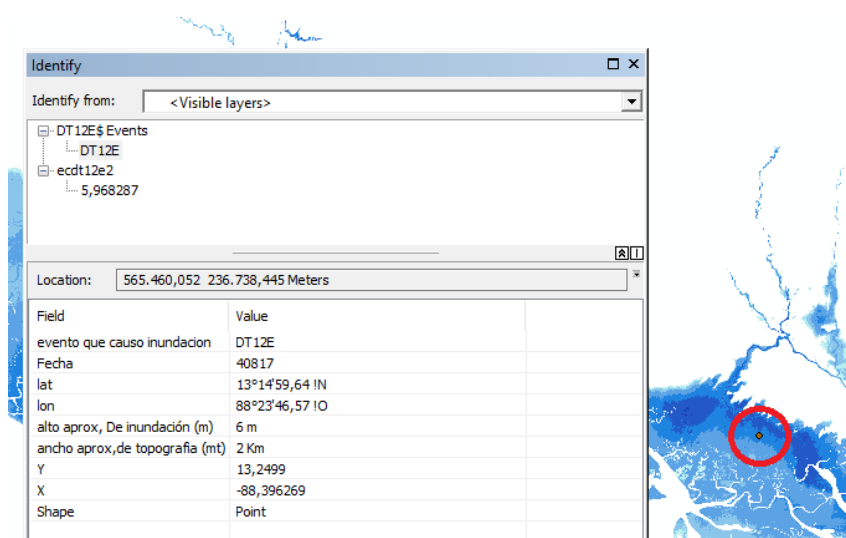 Identify
Identify from: <Visible layers>
DT12E$ Events
DT12E
ecdt12e2
5,968287
Location: 565.460,052 236.738,445 Meters
Field Value
evento que causo inundacion DT12E
Fecha 40817
lat 13°14'59,64 !N
lon 88°23'46,57 !O
alto aprox, De inundación (m) 6 m
ancho aprox,de topografia (mt) 2 Km
Y 13,2499
X -88,396269
Shape Point